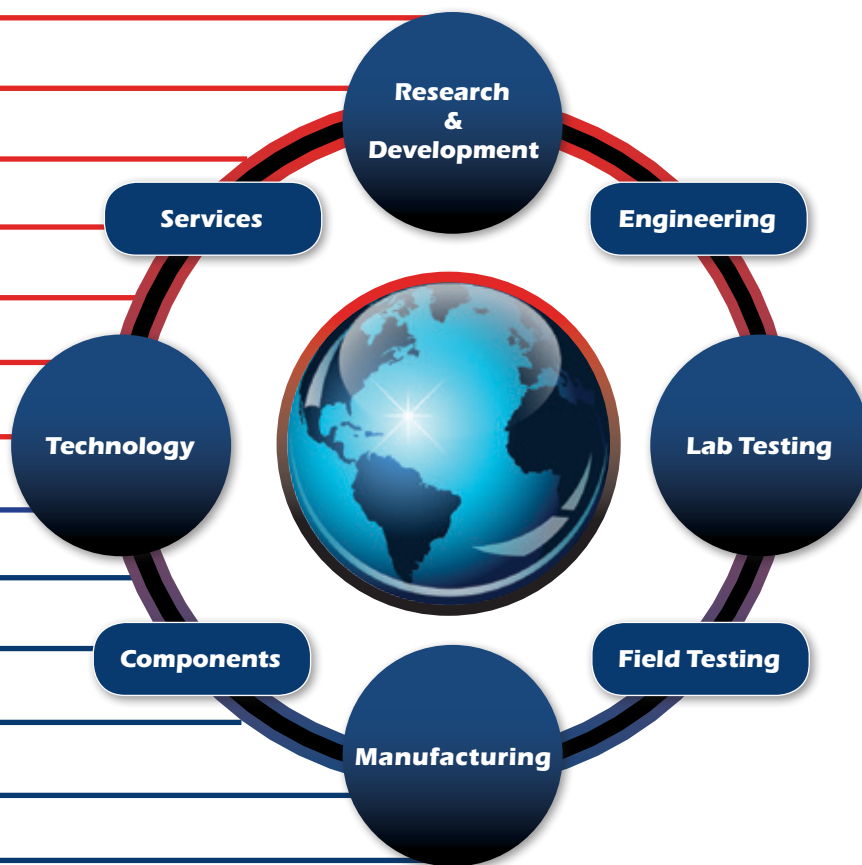 Research
&
Development
Services
Engineering
Technology
Lab Testing
Components
Field Testing
Manufacturing